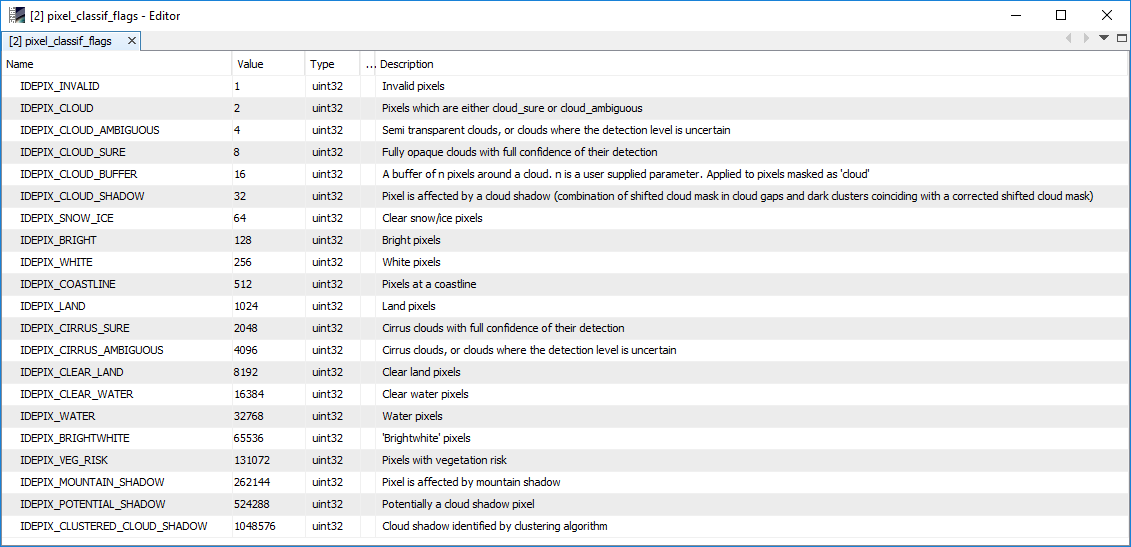 [2] pixel_classif_flags - Editor
[2] pixel_classif_flags
Name Value Type ... Description
IDEPIX_INVALID 1 uint32 Invalid pixels
IDEPIX_CLOUD 2 uint32 Pixels which are either cloud_sure or cloud_ambiguous
IDEPIX_CLOUD_AMBIGUOUS 4 uint32 Semi transparent clouds, or clouds where the detection level is uncertain
IDEPIX_CLOUD_SURE 8 uint32 Fully opaque clouds with full confidence of their detection
IDEPIX_CLOUD_BUFFER 16 uint32 A buffer of n pixels around a cloud. n is a user supplied parameter. Applied to pixels masked as 'cloud'
IDEPIX_CLOUD_SHADOW 32 uint32 Pixel is affected by a cloud shadow (combination of shifted cloud mask in cloud gaps and dark clusters coinciding with a corrected shifted cloud mask)
IDEPIX_SNOW_ICE 64 uint32 Clear snow/ice pixels
IDEPIX_BRIGHT 128 uint32 Bright pixels
IDEPIX_WHITE 256 uint32 White pixels
IDEPIX_COASTLINE 512 uint32 Pixels at a coastline
IDEPIX_LAND 1024 uint32 Land pixels
IDEPIX_CIRRUS_SURE 2048 uint32 Cirrus clouds with full confidence of their detection
IDEPIX_CIRRUS_AMBIGUOUS 4096 uint32 Cirrus clouds, or clouds where the detection level is uncertain
IDEPIX_CLEAR_LAND 8192 uint32 Clear land pixels
IDEPIX_CLEAR_WATER 16384 uint32 Clear water pixels
IDEPIX_WATER 32768 uint32 Water pixels
IDEPIX_BRIGHTWHITE 65536 uint32 'Brightwhite' pixels
IDEPIX_VEG_RISK 131072 uint32 Pixels with vegetation risk
IDEPIX_MOUNTAIN_SHADOW 262144 uint32 Pixel is affected by mountain shadow
IDEPIX_POTENTIAL_SHADOW 524288 uint32 Potentially a cloud shadow pixel
IDEPIX_CLUSTERED_CLOUD_SHADOW 1048576 uint32 Cloud shadow identified by clustering algorithm